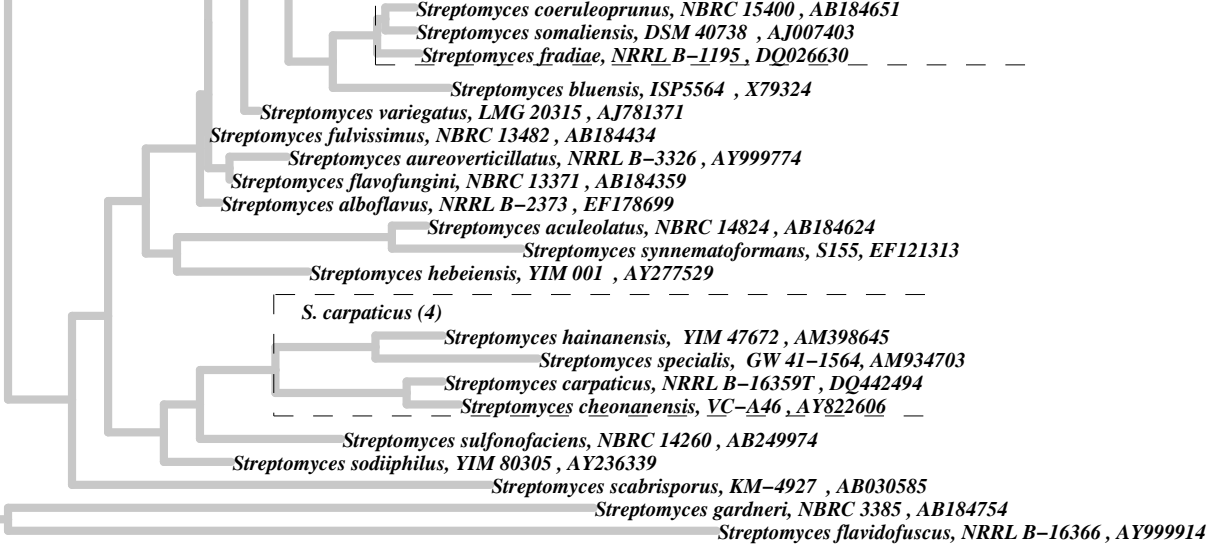 Streptomyces coeruleoprunus, NBRC 15400 , AB184651
Streptomyces somaliensis, DSM 40738 , AJ007403
Streptomyces fradiae, NRRL B−1195 , DQ026630
Streptomyces bluensis, ISP5564 , X79324
Streptomyces variegatus, LMG 20315 , AJ781371
Streptomyces fulvissimus, NBRC 13482 , AB184434
Streptomyces aureoverticillatus, NRRL B−3326 , AY999774
Streptomyces flavofungini, NBRC 13371 , AB184359
Streptomyces alboflavus, NRRL B−2373 , EF178699
Streptomyces aculeolatus, NBRC 14824 , AB184624
Streptomyces synnematoformans, S155, EF121313
Streptomyces hebeiensis, YIM 001 , AY277529
S. carpaticus (4)
Streptomyces hainanensis, YIM 47672 , AM398645
Streptomyces specialis, GW 41−1564, AM934703
Streptomyces carpaticus, NRRL B−16359T , DQ442494
Streptomyces cheonanensis, VC−A46 , AY822606
Streptomyces sulfonofaciens, NBRC 14260 , AB249974
Streptomyces sodiiphilus, YIM 80305 , AY236339
Streptomyces scabrisporus, KM−4927 , AB030585
Streptomyces gardneri, NBRC 3385 , AB184754
Streptomyces flavidofuscus, NRRL B−16366 , AY999914